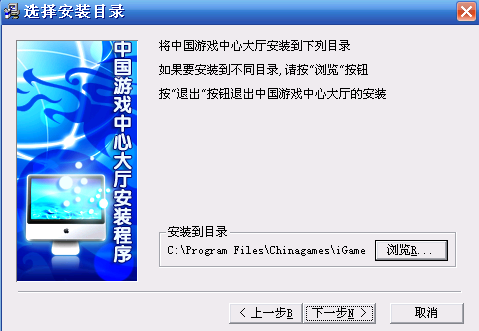 选择安装目录
中国游戏中心大厅安装程序
将中国游戏中心大厅安装到下列目录
如果要安装到不同目录,请按“浏览”按钮
按“退出”按钮退出中国游戏中心大厅的安装
安装到目录
C:\Program Files\Chinagames\iGame
浏览R...
< 上一步B
下一步N >
取消